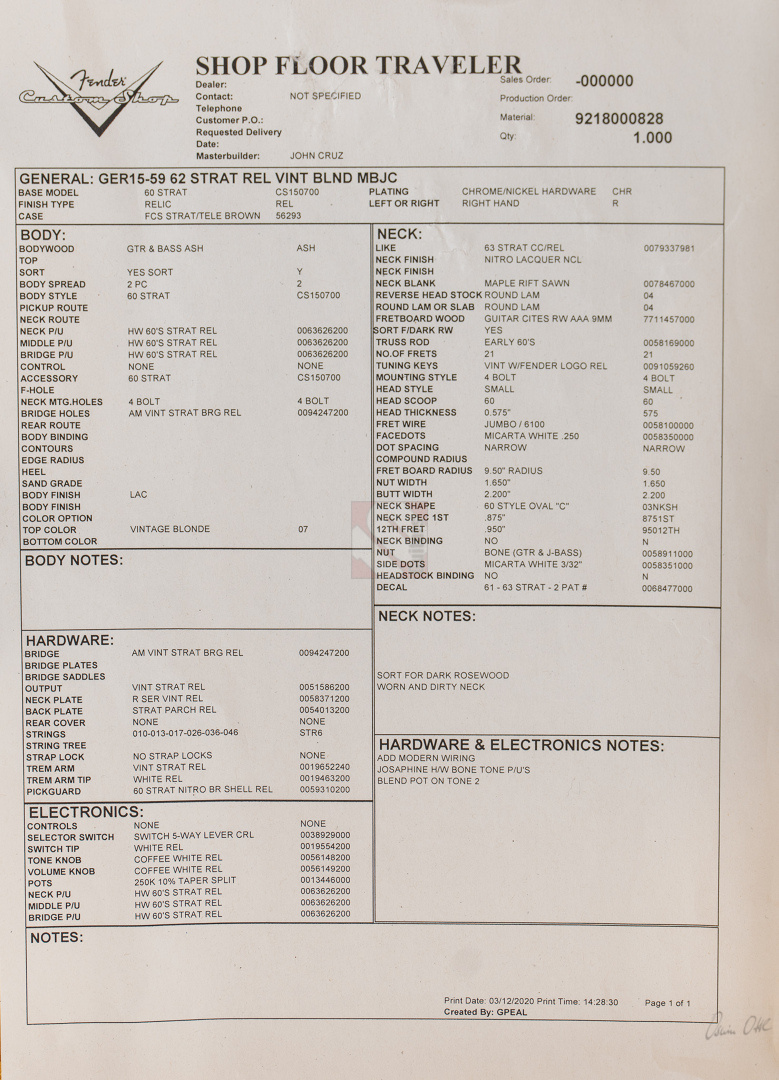 Fender
Custom Shop
SHOP FLOOR TRAVELER
Dealer:
Contact: NOT SPECIFIED
Telephone
Customer P.O.:
Requested Delivery
Date:
Masterbuilder: JOHN CRUZ
Sales Order: -000000
Production Order:
Material: 9218000828
Qty: 1.000
GENERAL: GER15-59 62 STRAT REL VINT BLND MBJC
BASE MODEL 60 STRAT CS150700 PLATING CHROME/NICKEL HARDWARE CHR
FINISH TYPE RELIC REL LEFT OR RIGHT RIGHT HAND R
CASE FCS STRAT/TELE BROWN 56293
BODY:
BODYWOOD GTR & BASS ASH ASH
TOP
SORT YES SORT Y
BODY SPREAD 2 PC 2
BODY STYLE 60 STRAT CS150700
PICKUP ROUTE
NECK ROUTE
NECK P/U HW 60'S STRAT REL 0063626200
MIDDLE P/U HW 60'S STRAT REL 0063626200
BRIDGE P/U HW 60'S STRAT REL 0063626200
CONTROL NONE NONE
ACCESSORY 60 STRAT CS150700
F-HOLE
NECK MTG.HOLES 4 BOLT 4 BOLT
BRIDGE HOLES AM VINT STRAT BRG REL 0094247200
REAR ROUTE
BODY BINDING
CONTOURS
EDGE RADIUS
HEEL
SAND GRADE
BODY FINISH LAC
BODY FINISH
COLOR OPTION
TOP COLOR VINTAGE BLONDE 07
BOTTOM COLOR
BODY NOTES:
HARDWARE:
BRIDGE AM VINT STRAT BRG REL 0094247200
BRIDGE PLATES
BRIDGE SADDLES
OUTPUT VINT STRAT REL 0051586200
NECK PLATE R SER VINT REL 0058371200
BACK PLATE STRAT PARCH REL 0054013200
REAR COVER NONE NONE
STRINGS 010-013-017-026-036-046 STR6
STRING TREE
STRAP LOCK NO STRAP LOCKS NONE
TREM ARM VINT STRAT REL 0019652240
TREM ARM TIP WHITE REL 0019463200
PICKGUARD 60 STRAT NITRO BR SHELL REL 0059310200
ELECTRONICS:
CONTROLS NONE NONE
SELECTOR SWITCH SWITCH 5-WAY LEVER CRL 0038929000
SWITCH TIP WHITE REL 0019554200
TONE KNOB COFFEE WHITE REL 0056148200
VOLUME KNOB COFFEE WHITE REL 0056149200
POTS 250K 10% TAPER SPLIT 0013446000
NECK P/U HW 60'S STRAT REL 0063626200
MIDDLE P/U HW 60'S STRAT REL 0063626200
BRIDGE P/U HW 60'S STRAT REL 0063626200
NECK:
LIKE 63 STRAT CC/REL 0079337981
NECK FINISH NITRO LACQUER NCL
NECK FINISH
NECK BLANK MAPLE RIFT SAWN 0078467000
REVERSE HEAD STOCK ROUND LAM 04
ROUND LAM OR SLAB ROUND LAM 04
FRETBOARD WOOD GUITAR CITES RW AAA 9MM 7711457000
SORT F/DARK RW YES
TRUSS ROD EARLY 60'S 0058169000
NO.OF FRETS 21 21
TUNING KEYS VINT W/FENDER LOGO REL 0091059260
MOUNTING STYLE 4 BOLT 4 BOLT
HEAD STYLE SMALL SMALL
HEAD SCOOP 60 60
HEAD THICKNESS 0.575" 575
FRET WIRE JUMBO / 6100 0058100000
FACEDOTS MICARTA WHITE .250 0058350000
DOT SPACING NARROW NARROW
COMPOUND RADIUS
FRET BOARD RADIUS 9.50" RADIUS 9.50
NUT WIDTH 1.650" 1.650
BUTT WIDTH 2.200" 2.200
NECK SHAPE 60 STYLE OVAL "C" 03NKSH
NECK SPEC 1ST .875" 8751ST
12TH FRET .950" 95012TH
NECK BINDING NO N
NUT BONE (GTR & J-BASS) 0058911000
SIDE DOTS MICARTA WHITE 3/32" 0058351000
HEADSTOCK BINDING NO N
DECAL 61 - 63 STRAT - 2 PAT # 0068477000
NECK NOTES:
SORT FOR DARK ROSEWOOD
WORN AND DIRTY NECK
HARDWARE & ELECTRONICS NOTES:
ADD MODERN WIRING
JOSAPHINE H/W BONE TONE P/U'S
BLEND POT ON TONE 2
NOTES:
Print Date: 03/12/2020 Print Time: 14:28:30 Page 1 of 1
Created By: GPEAL